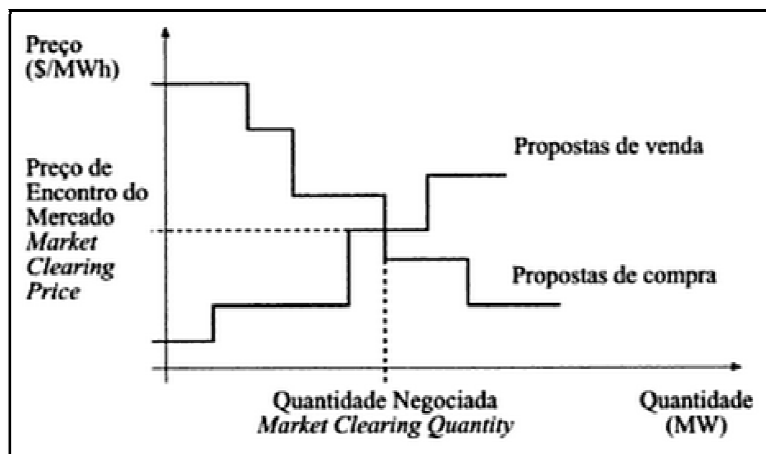 Preço
($/MWh)
Propostas de venda
Preço de
Encontro do
Mercado
Market
Clearing
Price
Propostas de compra
Quantidade Negociada
Market Clearing Quantity
Quantidade
(MW)